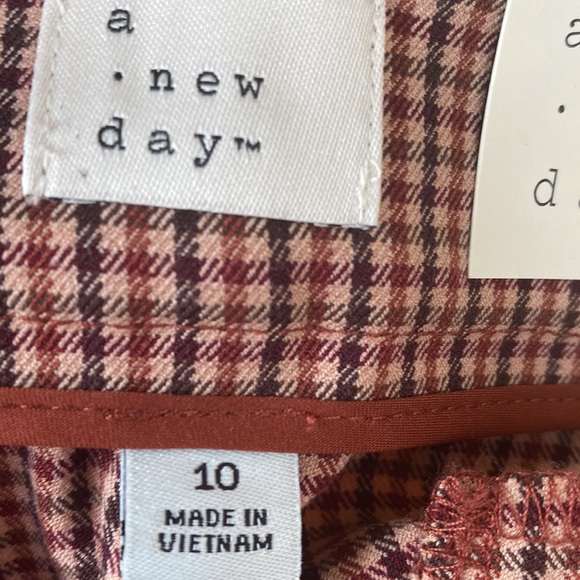 a
· new
day™
a
·
d
10
MADE IN
VIETNAM